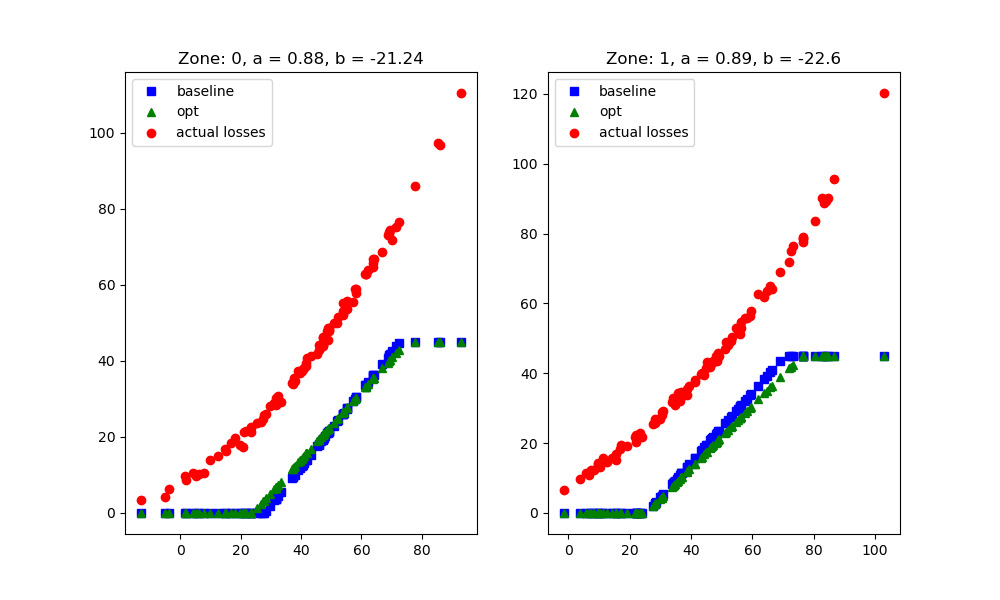 Zone: 0, a = 0.88, b = -21.24
baseline
opt
actual losses
100
80
60
40
20
0
0 20 40 60 80
Zone: 1, a = 0.89, b = -22.6
baseline
opt
actual losses
120
100
80
60
40
20
0
0 20 40 60 80 100